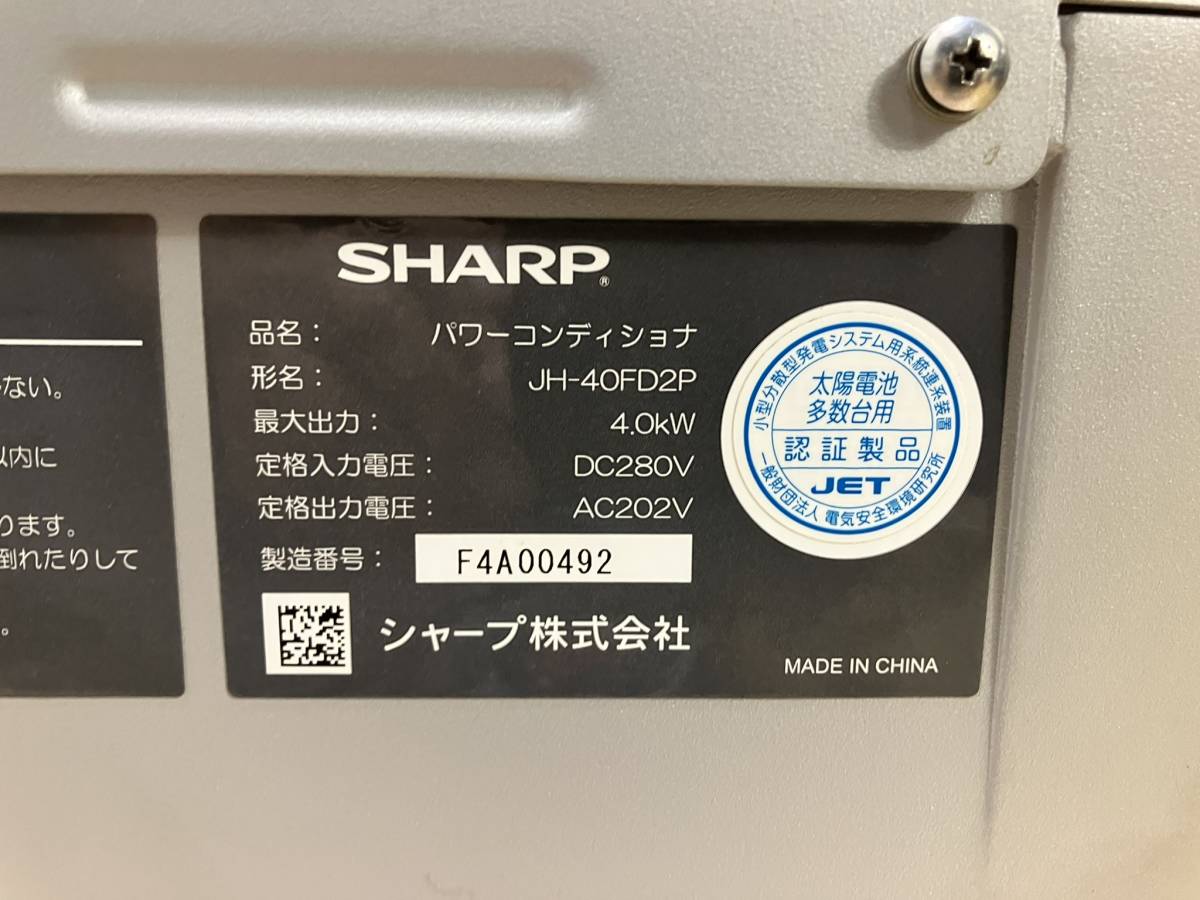 ない。
以内に
ります。
倒れたりして
。
SHARP®
品名： パワーコンディショナ
形名： JH-40FD2P
最大出力： 4.0kW
定格入力電圧： DC280V
定格出力電圧： AC202V
製造番号： F4A00492
シャープ株式会社
MADE IN CHINA
小型分散型発電システム用系統連系装置
太陽電池
多数台用
認証製品
JET
一般財団法人 電気安全環境研究所